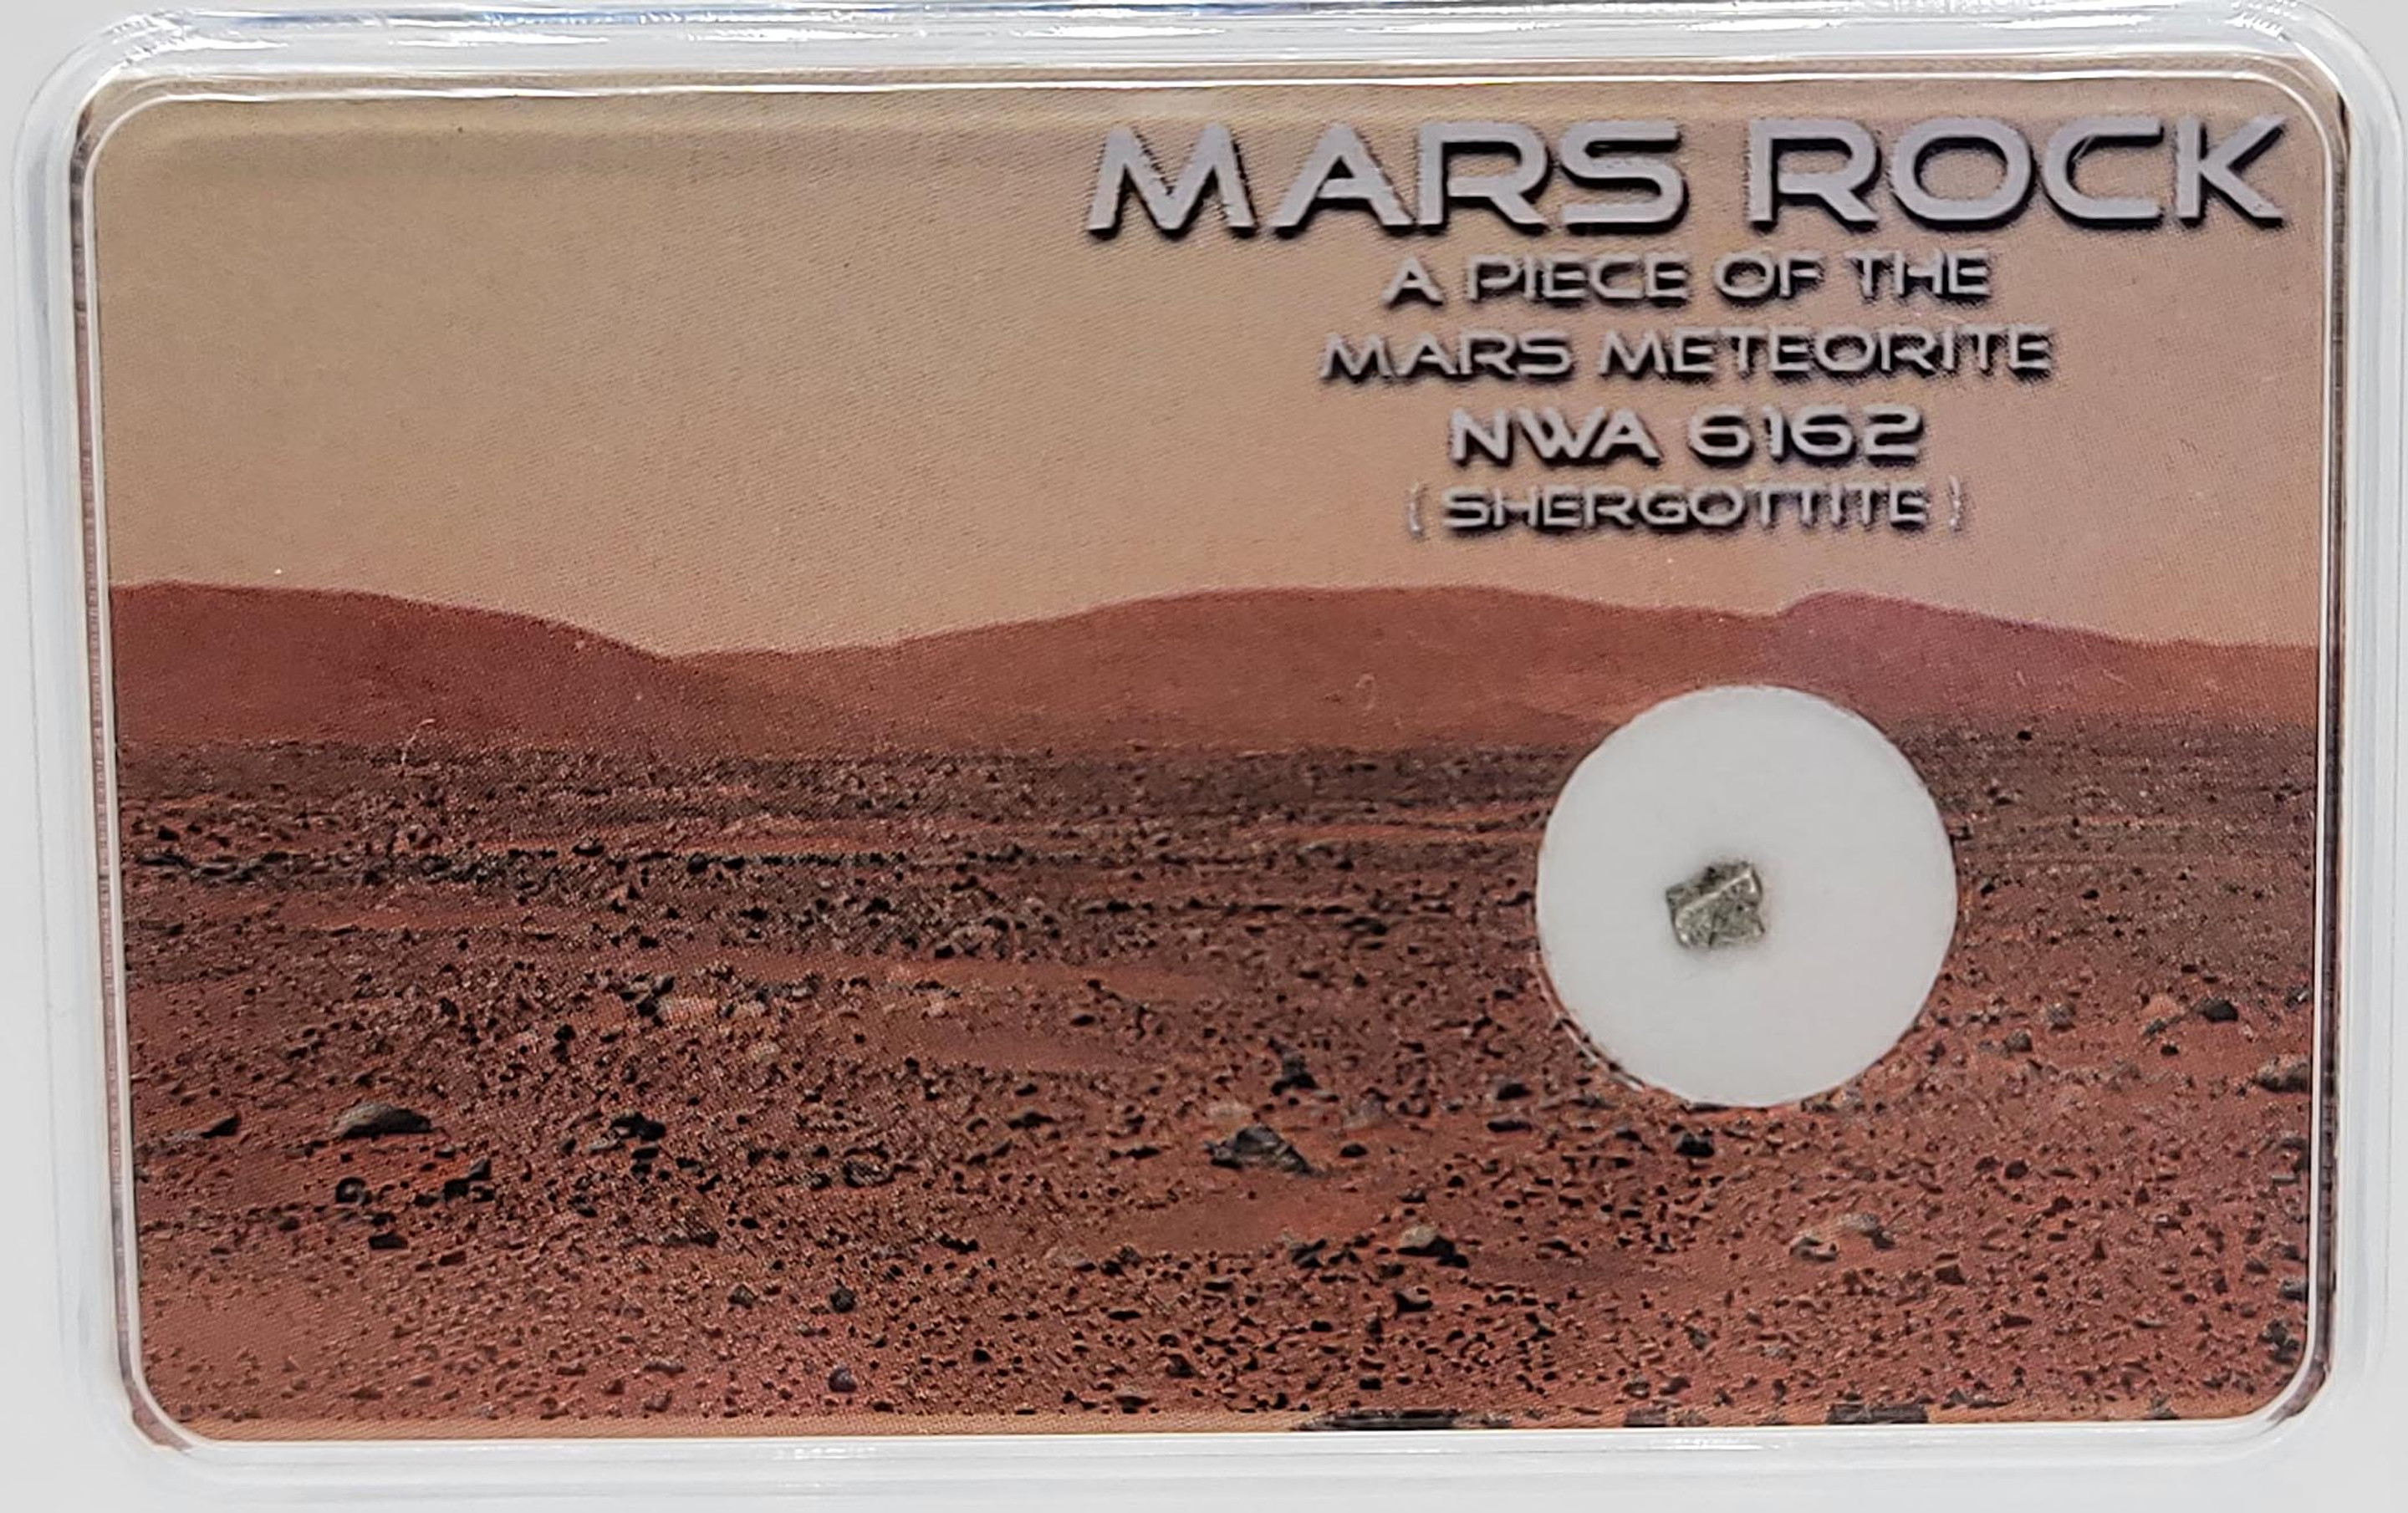 MARS ROCK
A PIECE OF THE
MARS METEORITE
NWA 6162
( SHERGOTTITE )